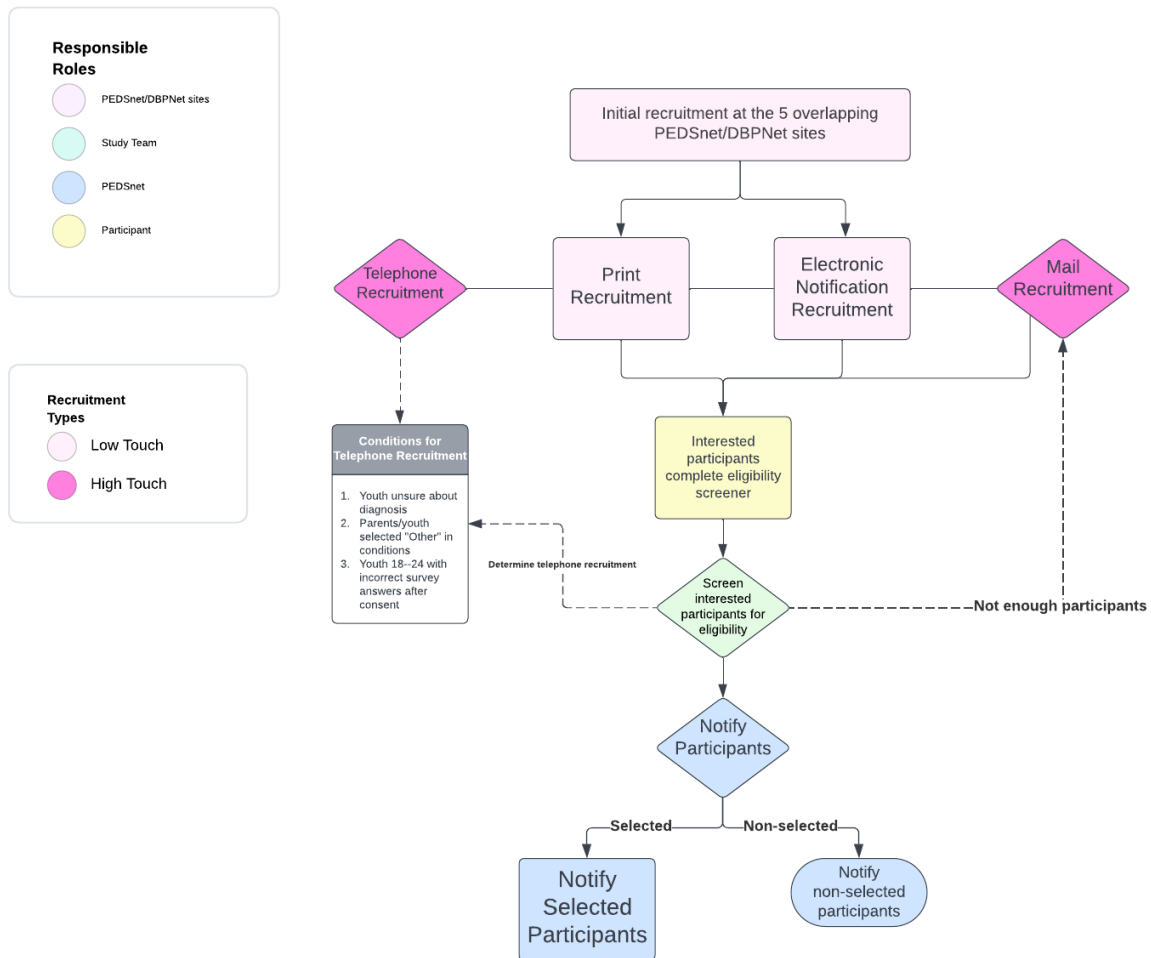 Responsible
Roles
PEDSnet/DBPNet sites
Study Team
PEDSnet
Participant
Recruitment
Types
Low Touch
High Touch
Initial recruitment at the 5 overlapping
PEDSnet/DBPNet sites
Telephone
Recruitment
Print
Recruitment
Electronic
Notification
Recruitment
Mail
Recruitment
Conditions for
Telephone Recruitment
1. Youth unsure about
diagnosis
2. Parents/youth
selected "Other" in
conditions
3. Youth 18--24 with
incorrect survey
answers after
consent
Interested
participants
complete eligibility
screener
Determine telephone recruitment
Screen
interested
participants for
eligibility
Not enough participants
Notify
Participants
Selected
Non-selected
Notify
Selected
Participants
Notify
non-selected
participants